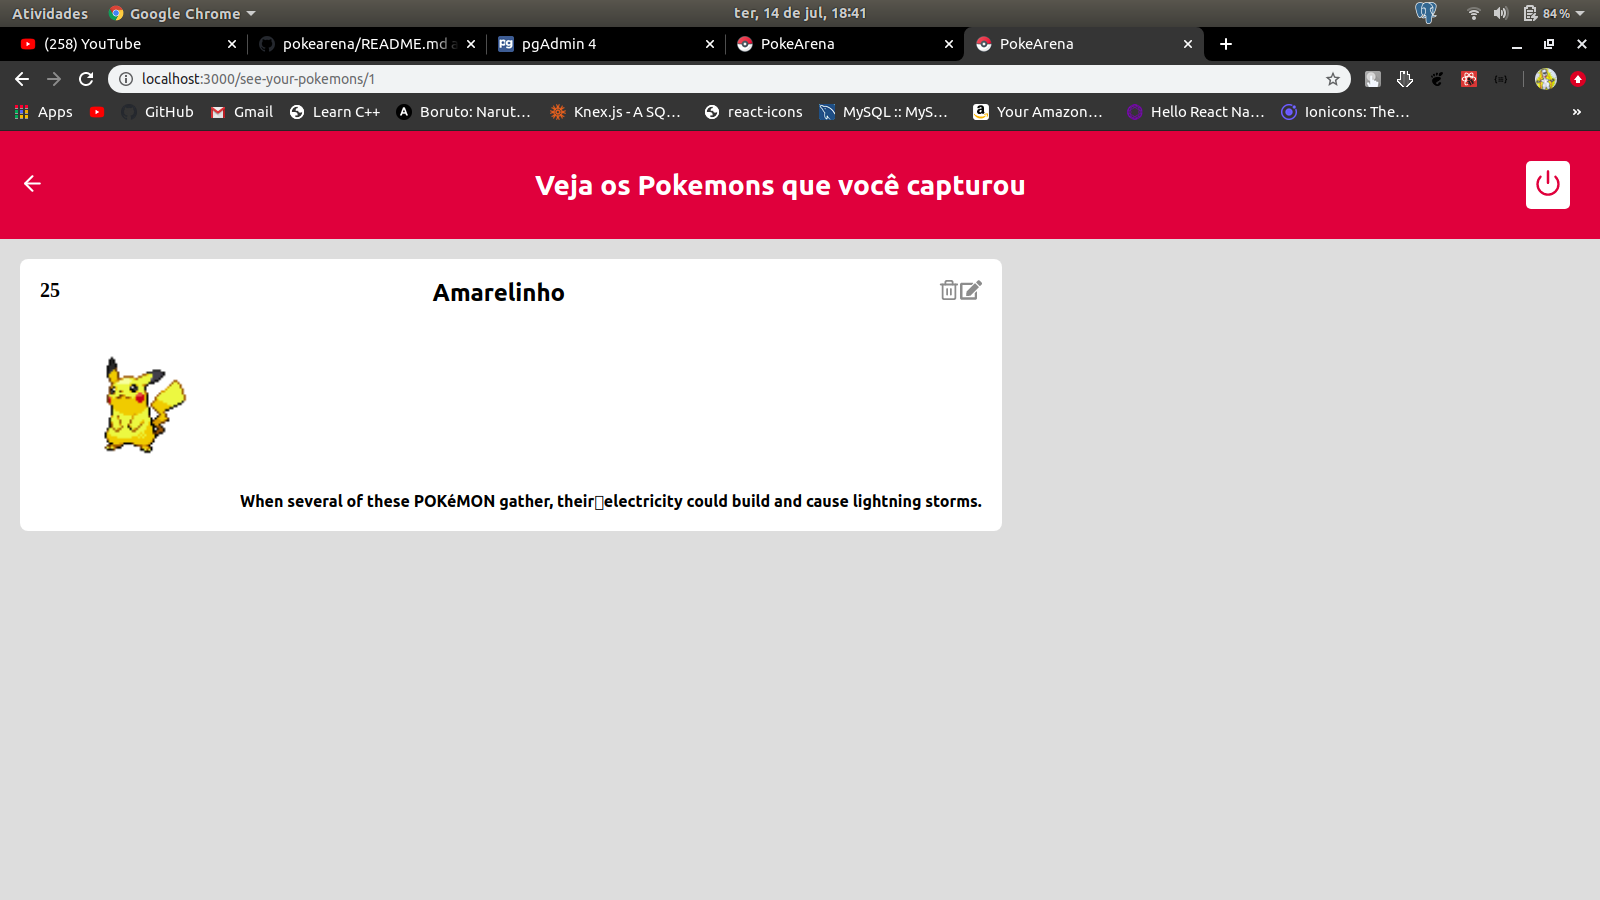 Atividades Google Chrome ter, 14 de jul, 18:41 84%
(258) YouTube pokearena/README.md a pgAdmin 4 PokeArena PokeArena
localhost:3000/see-your-pokemons/1
Apps GitHub Gmail Learn C++ Boruto: Narut… Knex.js - A SQ… react-icons MySQL :: MyS… Your Amazon… Hello React Na… Ionicons: The… »
Veja os Pokemons que você capturou
25 Amarelinho
When several of these POKéMON gather, their▯electricity could build and cause lightning storms.